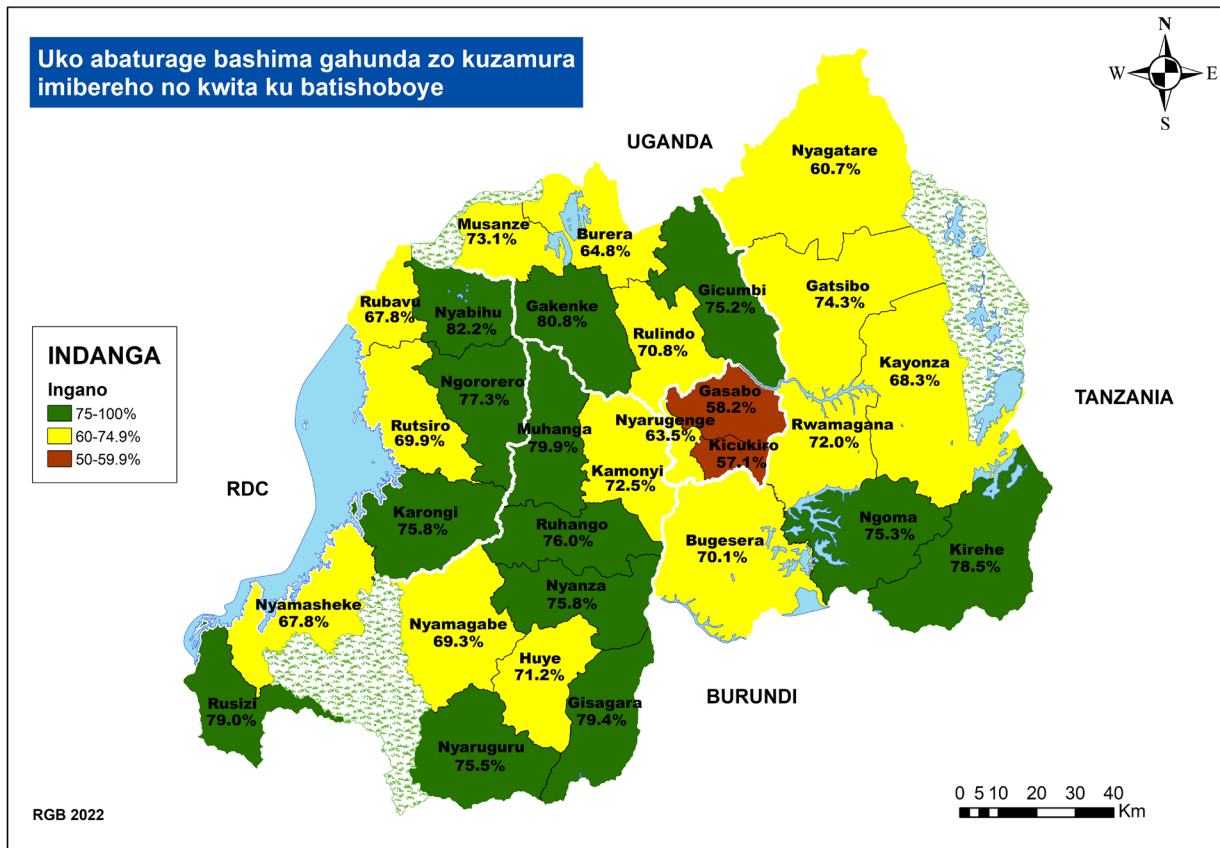 Uko abaturage bashima gahunda zo kuzamura
imibereho no kwita ku batishoboye
N
W
E
S
UGANDA
Nyagatare
60.7%
Musanze
73.1%
Burera
64.8%
Gicumbi
75.2%
Gatsibo
74.3%
Rubavu
67.8%
Nyabihu
82.2%
Gakenke
80.8%
Rulindo
70.8%
Kayonza
68.3%
INDANGA
Ingano
75-100%
60-74.9%
50-59.9%
Ngororero
77.3%
Gasabo
58.2%
TANZANIA
Rutsiro
69.9%
Muhanga
79.9%
Nyarugenge
63.5%
Kicukiro
57.1%
Rwamagana
72.0%
Kamonyi
72.5%
RDC
Karongi
75.8%
Ruhango
76.0%
Bugesera
70.1%
Ngoma
75.3%
Kirehe
78.5%
Nyanza
75.8%
Nyamasheke
67.8%
Nyamagabe
69.3%
Huye
71.2%
BURUNDI
Rusizi
79.0%
Gisagara
79.4%
Nyaruguru
75.5%
RGB 2022
0 5 10 20 30 40
Km